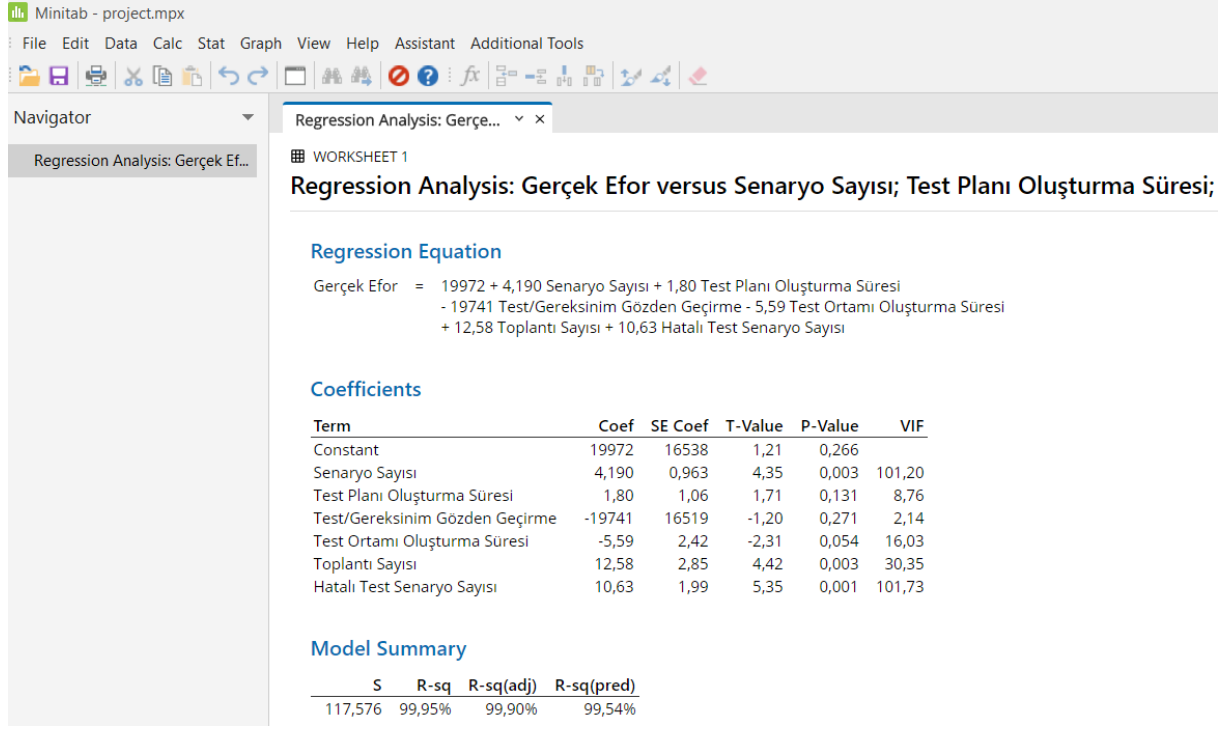 Minitab - project.mpx
File Edit Data Calc Stat Graph View Help Assistant Additional Tools
Navigator
Regression Analysis: Gerçe...
Regression Analysis: Gerçek Ef...
WORKSHEET 1
Regression Analysis: Gerçek Efor versus Senaryo Sayısı; Test Planı Oluşturma Süresi;
Regression Equation
Gerçek Efor = 19972 + 4,190 Senaryo Sayısı + 1,80 Test Planı Oluşturma Süresi
- 19741 Test/Gereksinim Gözden Geçirme - 5,59 Test Ortamı Oluşturma Süresi
+ 12,58 Toplantı Sayısı + 10,63 Hatalı Test Senaryo Sayısı
Coefficients
Term Coef SE Coef T-Value P-Value VIF
Constant 19972 16538 1,21 0,266
Senaryo Sayısı 4,190 0,963 4,35 0,003 101,20
Test Planı Oluşturma Süresi 1,80 1,06 1,71 0,131 8,76
Test/Gereksinim Gözden Geçirme -19741 16519 -1,20 0,271 2,14
Test Ortamı Oluşturma Süresi -5,59 2,42 -2,31 0,054 16,03
Toplantı Sayısı 12,58 2,85 4,42 0,003 30,35
Hatalı Test Senaryo Sayısı 10,63 1,99 5,35 0,001 101,73
Model Summary
S R-sq R-sq(adj) R-sq(pred)
117,576 99,95% 99,90% 99,54%